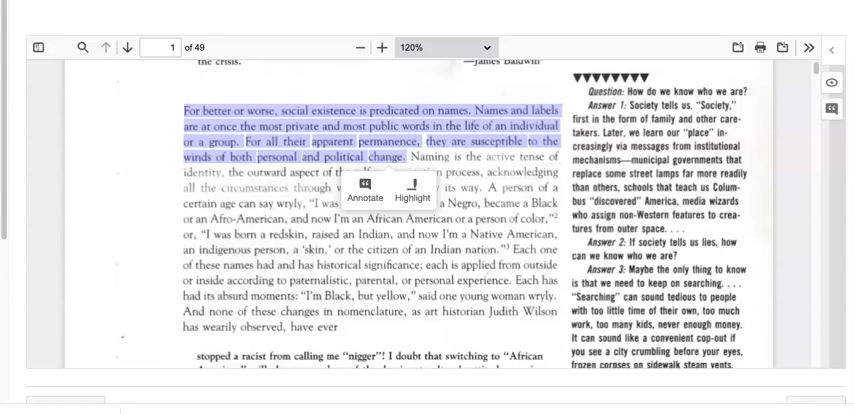 1 of 49
120%
the crisis.
—James Baldwin
For better or worse, social existence is predicated on names. Names and labels
are at once the most private and most public words in the life of an individual
or a group. For all their apparent permanence, they are susceptible to the
winds of both personal and political change. Naming is the active tense of
identity, the outward aspect of the process, acknowledging
all the circumstances through its way. A person of a
certain age can say wryly, “I was a Negro, became a Black
or an Afro-American, and now I’m an African American or a person of color,”2
or, “I was born a redskin, raised an Indian, and now I’m a Native American,
an indigenous person, a ‘skin,’ or the citizen of an Indian nation.”3 Each one
of these names had and has historical significance; each is applied from outside
or inside according to paternalistic, parental, or personal experience. Each has
had its absurd moments: “I’m Black, but yellow,” said one young woman wryly.
And none of these changes in nomenclature, as art historian Judith Wilson
has wearily observed, have ever
stopped a racist from calling me “nigger”! I doubt that switching to “African
Annotate
Highlight
Question: How do we know who we are?
Answer 1: Society tells us. “Society,”
first in the form of family and other care-
takers. Later, we learn our “place” in-
creasingly via messages from institutional
mechanisms—municipal governments that
replace some street lamps far more readily
than others, schools that teach us Colum-
bus “discovered” America, media wizards
who assign non-Western features to crea-
tures from outer space. . . .
Answer 2: If society tells us lies, how
can we know who we are?
Answer 3: Maybe the only thing to know
is that we need to keep on searching. . . .
“Searching” can sound tedious to people
with too little time of their own, too much
work, too many kids, never enough money.
It can sound like a convenient cop-out if
you see a city crumbling before your eyes,
frozen corpses on sidewalk steam vents,